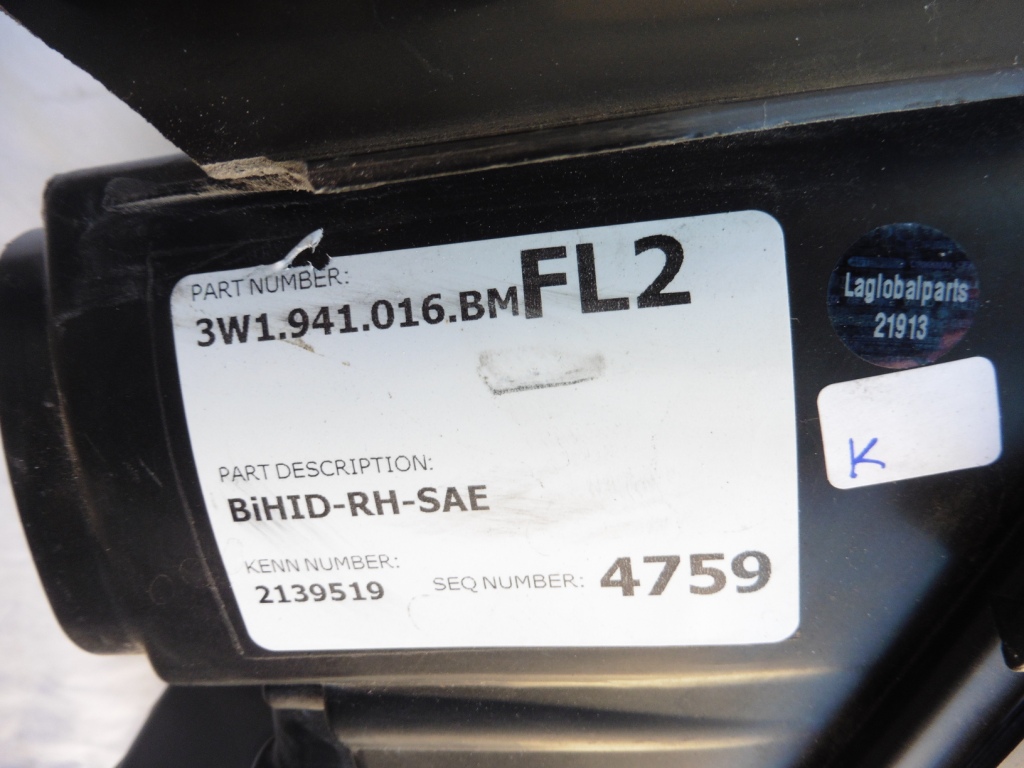 PART NUMBER:
3W1.941.016.BM FL2
PART DESCRIPTION:
BiHID-RH-SAE
KENN NUMBER:
2139519
SEQ NUMBER: 4759
Laglobalparts
21913
K